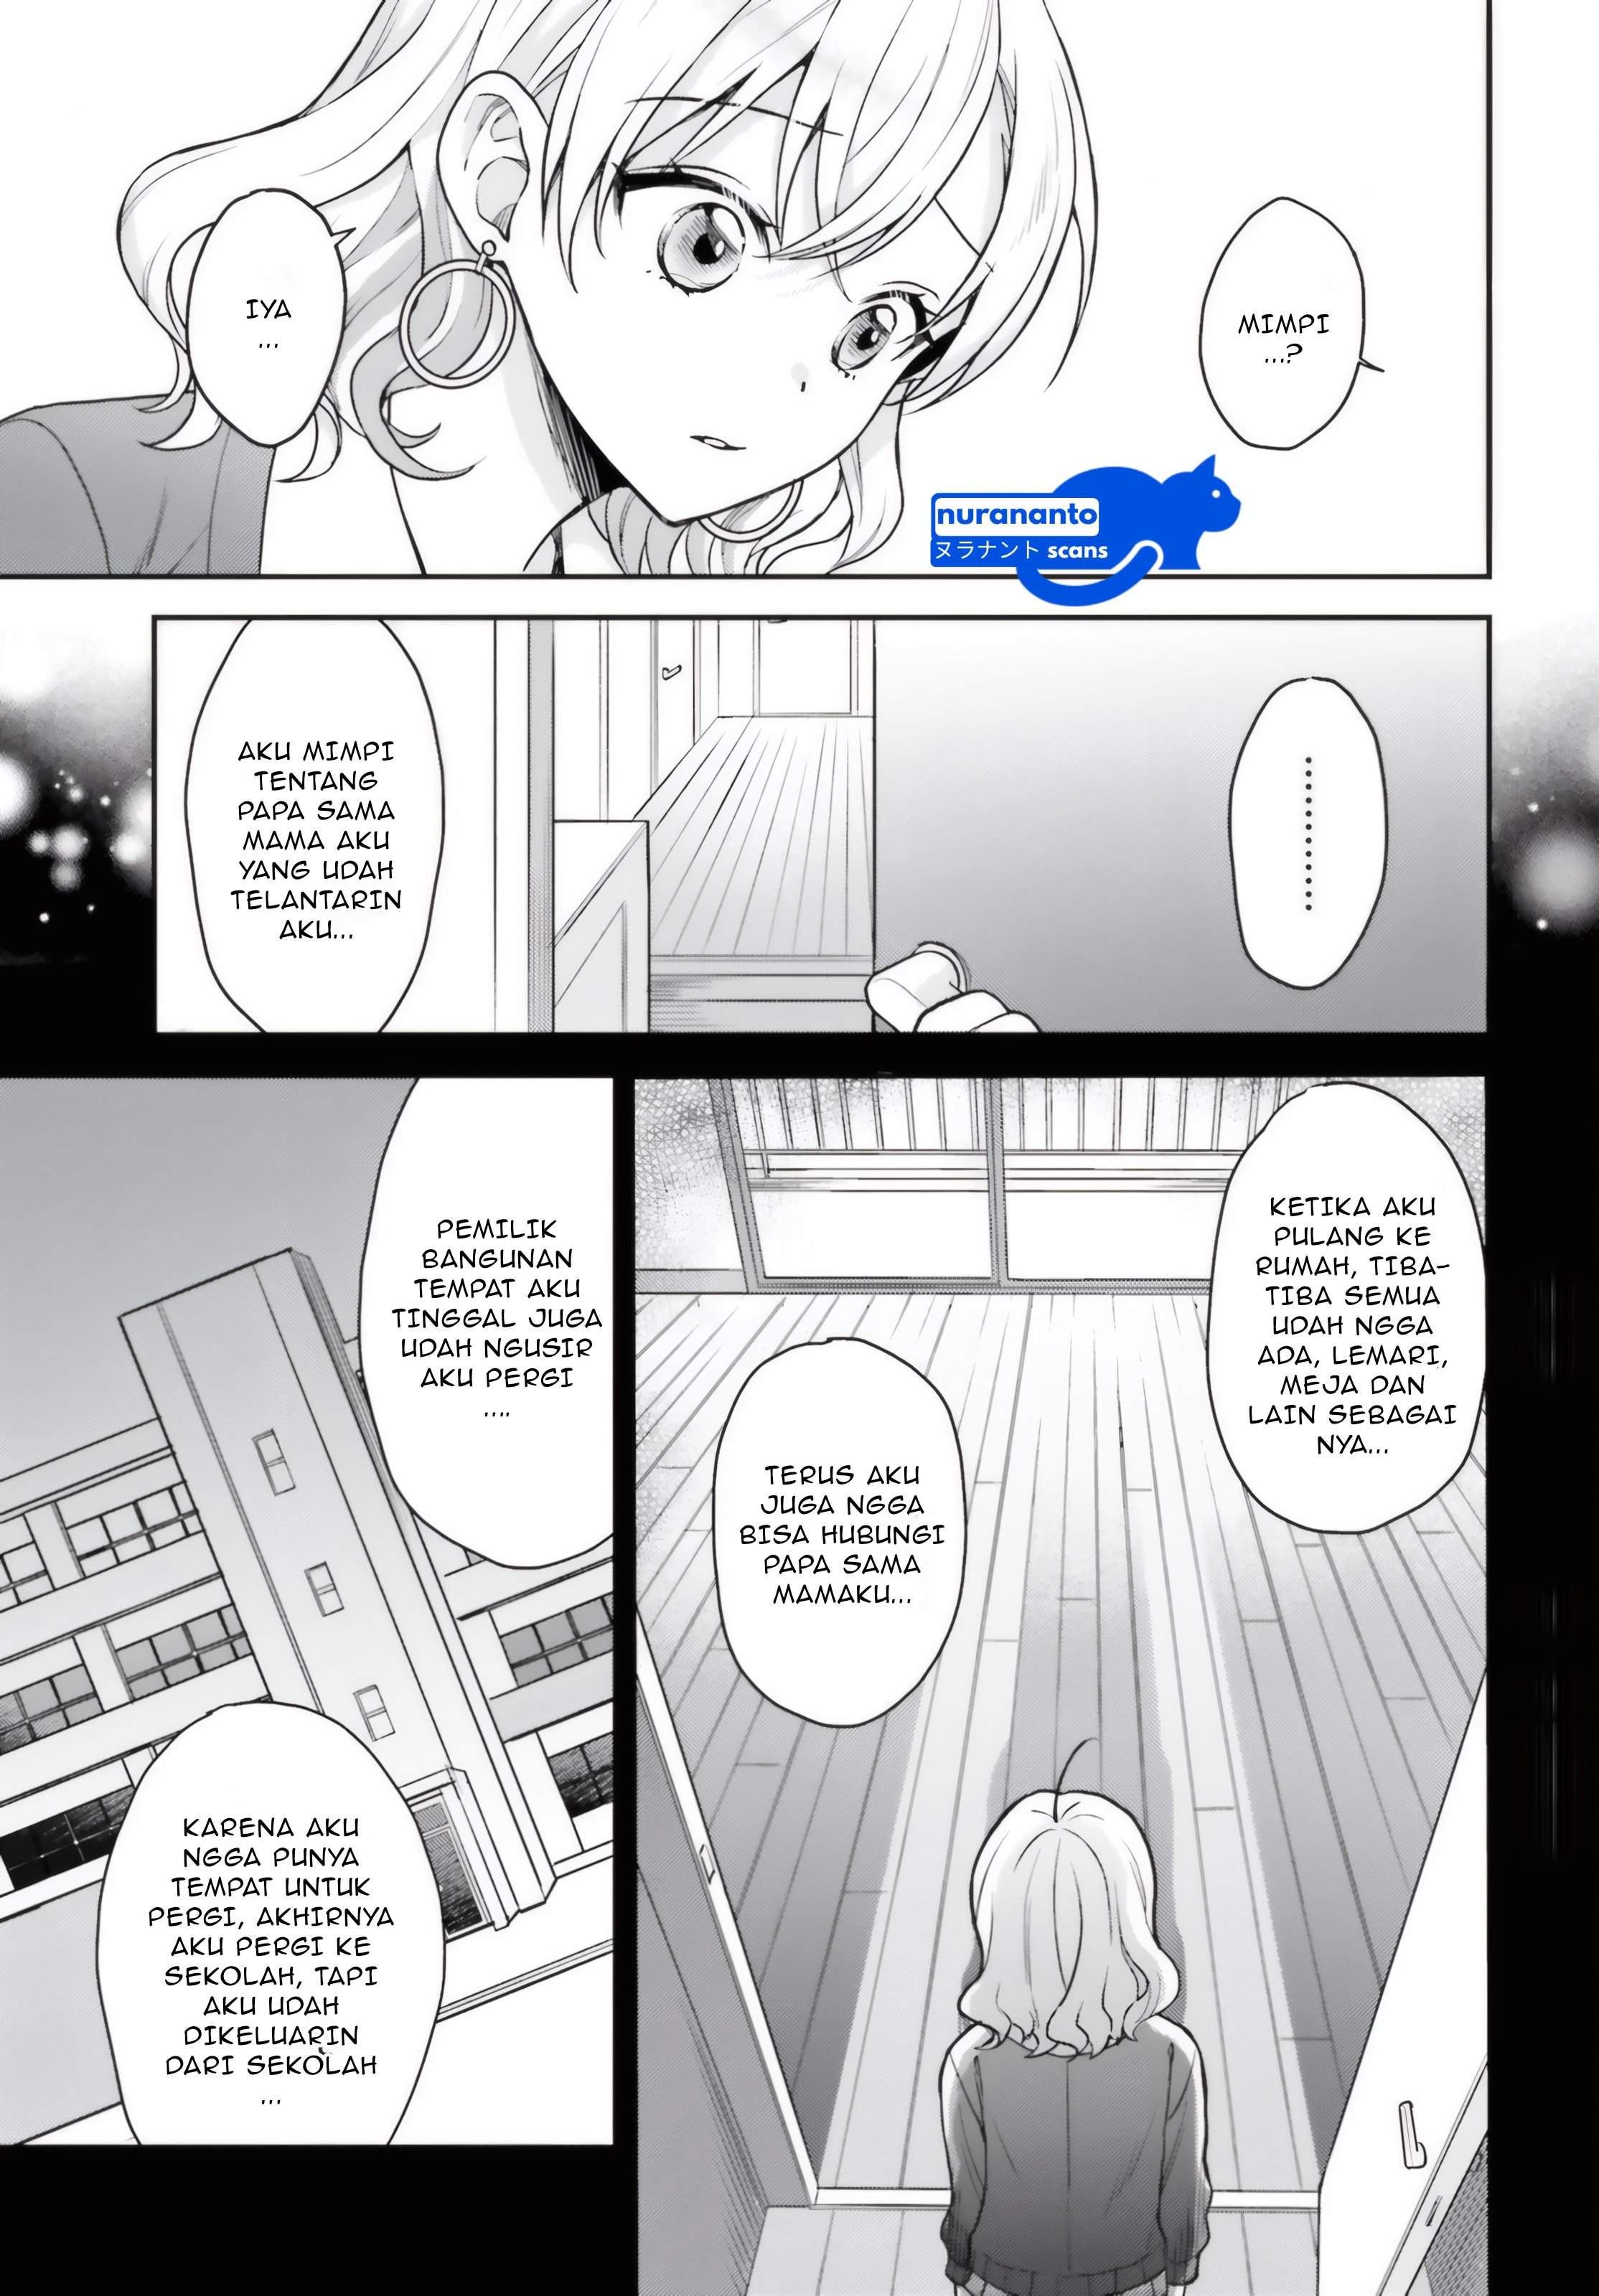 MIMPI
...?
IYA
...
nurananto
ヌラナント scans
............
AKU MIMPI
TENTANG
PAPA SAMA
MAMA AKU
YANG UDAH
TELANTARIN
AKU...
KETIKA AKU
PULANG KE
RUMAH, TIBA-
TIBA SEMUA
UDAH NGGA
ADA, LEMARI,
MEJA DAN
LAIN SEBAGAI
NYA...
TERUS AKU
JUGA NGGA
BISA HUBUNGI
PAPA SAMA
MAMAKU...
PEMILIK
BANGUNAN
TEMPAT AKU
TINGGAL JUGA
UDAH NGUSIR
AKU PERGI
....
KARENA AKU
NGGA PUNYA
TEMPAT UNTUK
PERGI, AKHIRNYA
AKU PERGI KE
SEKOLAH, TAPI
AKU UDAH
DIKELUARIN
DARI SEKOLAH
...